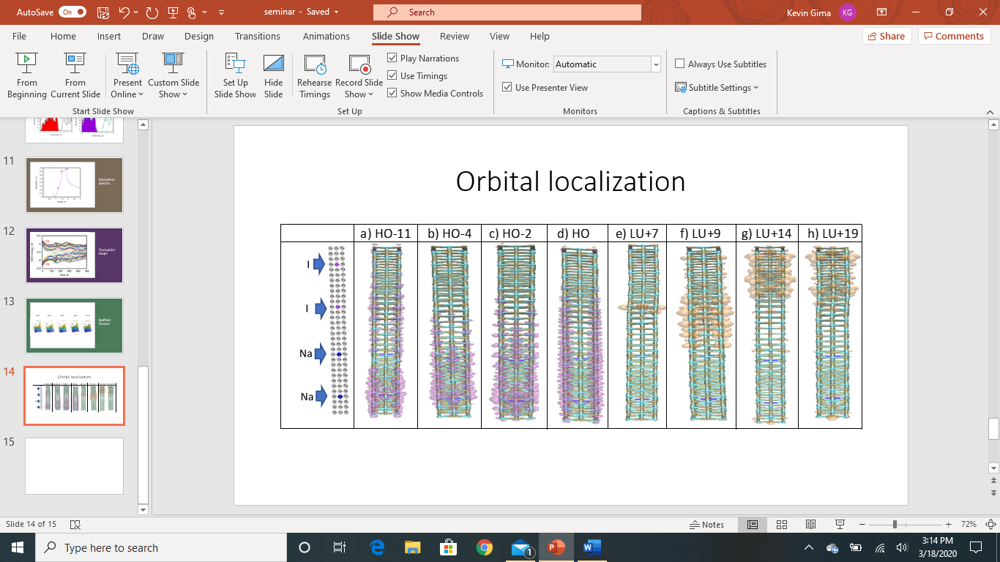 AutoSave On seminar - Saved Search Kevin Gima KG
File Home Insert Draw Design Transitions Animations Slide Show Review View Help Share Comments
From Beginning
From Current Slide
Present Online
Custom Slide Show
Start Slide Show
Set Up Slide Show
Hide Slide
Rehearse Timings
Record Slide Show
Play Narrations
Use Timings
Show Media Controls
Set Up
Monitor: Automatic
Use Presenter View
Monitors
Always Use Subtitles
Subtitle Settings
Captions & Subtitles
11
Absorption
Spectra
12
Fluctuation
Graph
13
Redfield
Tensors
14
Orbital localization
15
Orbital localization
a) HO-11 b) HO-4 c) HO-2 d) HO e) LU+7 f) LU+9 g) LU+14 h) LU+19
I
I
Na
Na
Slide 14 of 15 Notes 72%
Type here to search
1
3:14 PM
3/18/2020